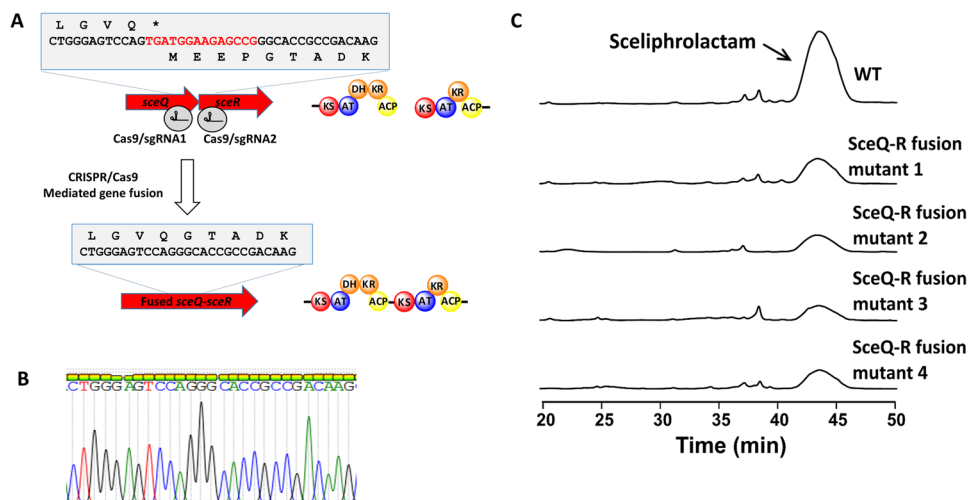 A
L G V Q *
CTGGGAGTCCAGTGATGGAAGAGCCGGGCACCGCCGACAAG
M E E P G T A D K
sceQ sceR
Cas9/sgRNA1 Cas9/sgRNA2
KS AT DH KR ACP KS AT KR ACP
CRISPR/Cas9
Mediated gene fusion
L G V Q G T A D K
CTGGGAGTCCAGGGCACCGCCGACAAG
Fused sceQ-sceR
KS AT DH KR ACP KS AT KR ACP
B
CTGGGAGTCCAGGGCACCGCCGACAAG
C
Sceliphrolactam
WT
SceQ-R fusion
mutant 1
SceQ-R fusion
mutant 2
SceQ-R fusion
mutant 3
SceQ-R fusion
mutant 4
20 25 30 35 40 45 50
Time (min)